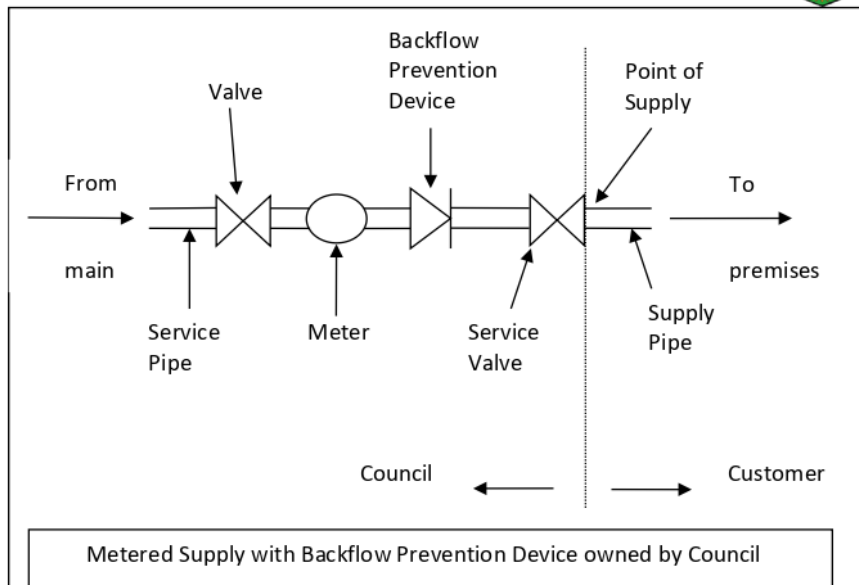 Backflow
Prevention
Device
Point of
Supply
Valve
From
main
To
premises
Service
Pipe
Meter
Service
Valve
Supply
Pipe
Council
Customer
Metered Supply with Backflow Prevention Device owned by Council